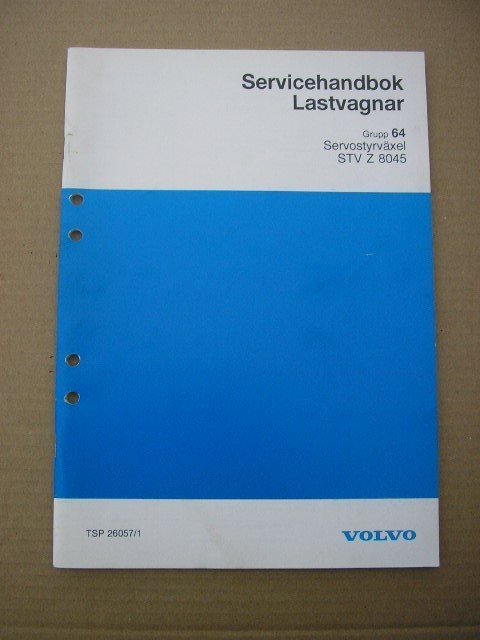 Servicehandbok
Lastvagnar
Grupp 64
Servostyrväxel
STV Z 8045
TSP 26057/1
VOLVO